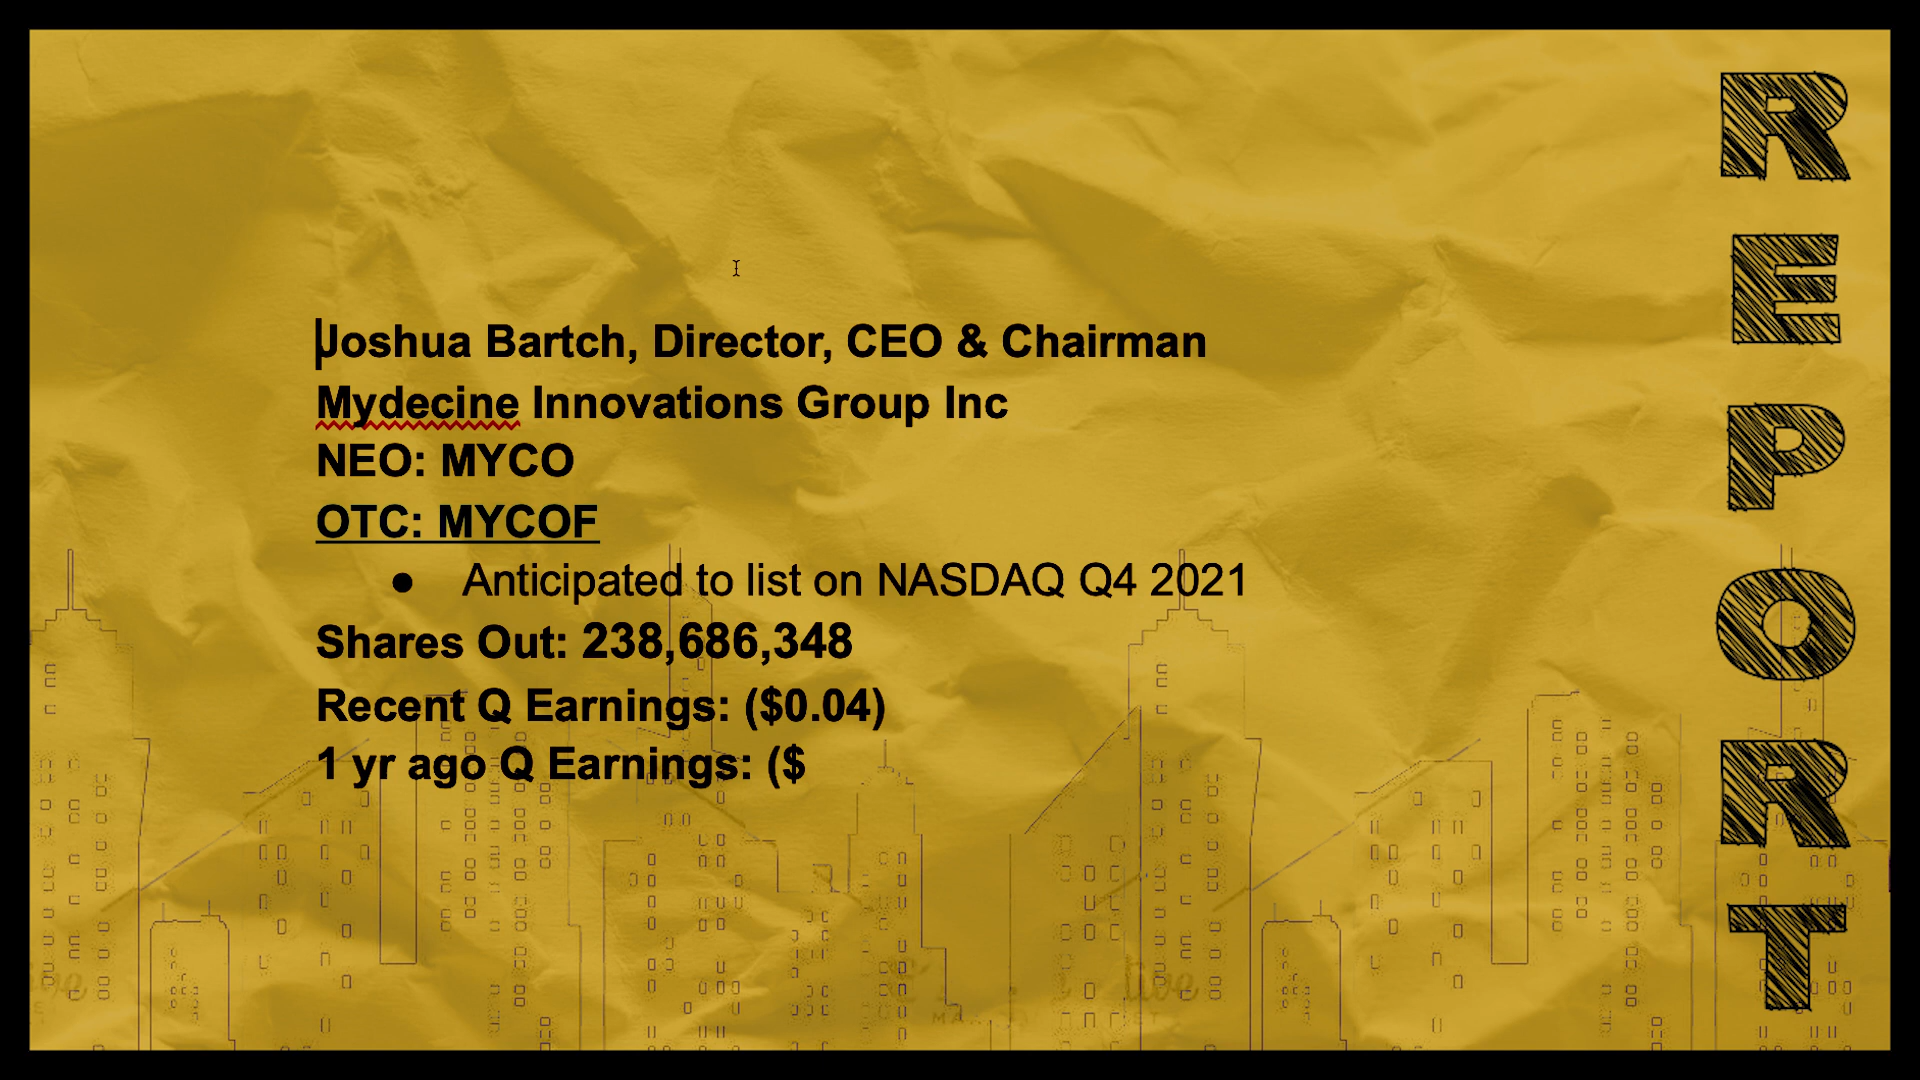 Joshua Bartch, Director, CEO & Chairman
Mydecine Innovations Group Inc
NEO: MYCO
OTC: MYCOF
● Anticipated to list on NASDAQ Q4 2021
Shares Out: 238,686,348
Recent Q Earnings: ($0.04)
1 yr ago Q Earnings: ($
REPORT